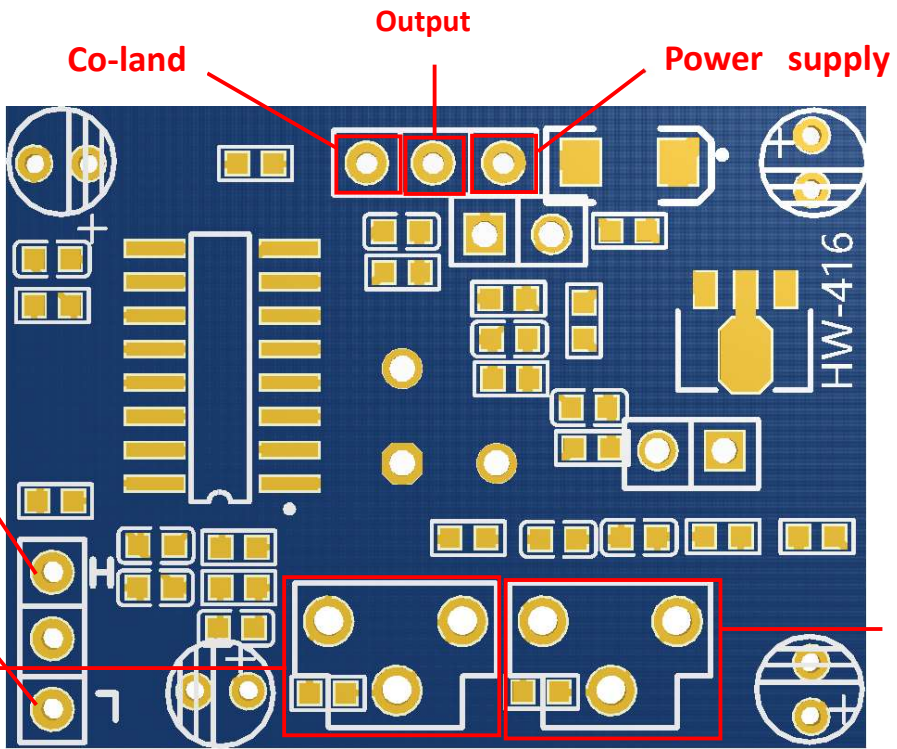 Output
Co-land
Power supply
+
+
HW-416
H
L
+
+